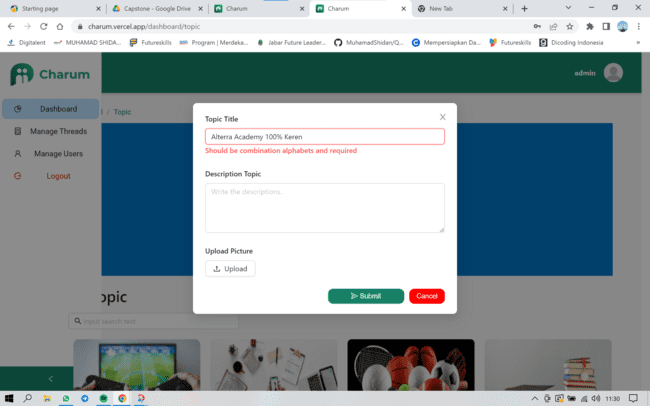 Starting page
Capstone - Google Drive
Charum
Charum
New Tab
charum.vercel.app/dashboard/topic
Digitalent
MUHAMAD SHIDA...
Futureskills
Program | Merdeka...
Jabar Future Leader...
MuhamadShidan/Q...
Mempersiapkan Da...
Futureskills
Dicoding Indonesia
»
Charum
admin
Dashboard
/ Topic
Manage Threads
Manage Users
Logout
Topic Title
Alterra Academy 100% Keren
Should be combination alphabets and required
Description Topic
Write the descriptions...
Upload Picture
Upload
Submit
Cancel
opic
input search text
11:30